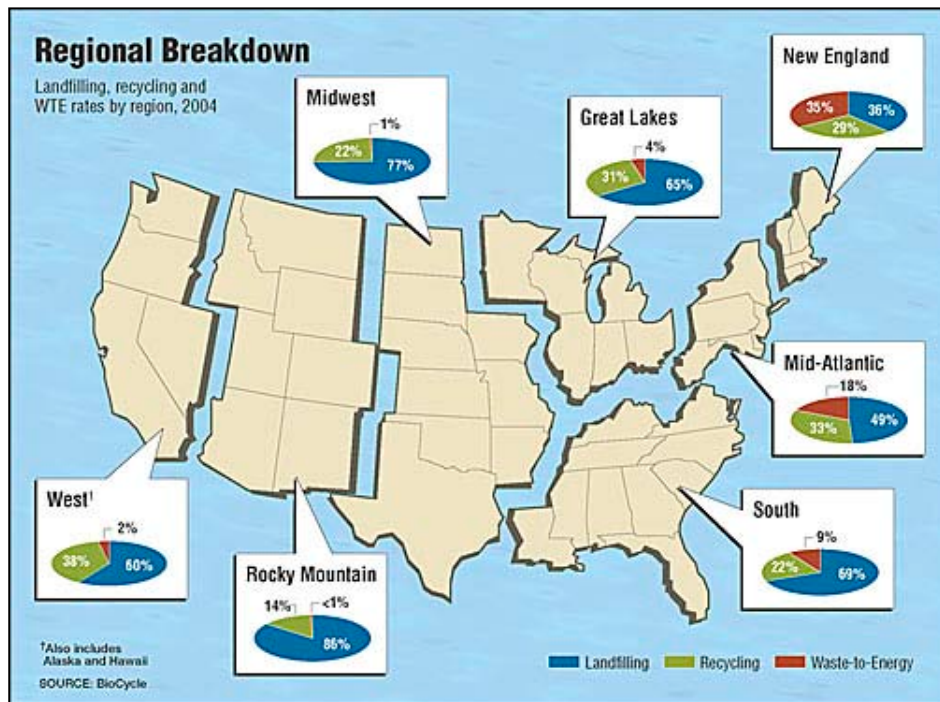 Regional Breakdown
Landfilling, recycling and
WTE rates by region, 2004
Midwest
1%
22%
77%
Great Lakes
4%
31%
65%
New England
35%
36%
29%
Mid-Atlantic
18%
33%
49%
West†
2%
38%
60%
Rocky Mountain
14%
<1%
86%
South
9%
22%
69%
†Also includes
Alaska and Hawaii
SOURCE: BioCycle
Landfilling
Recycling
Waste-to-Energy